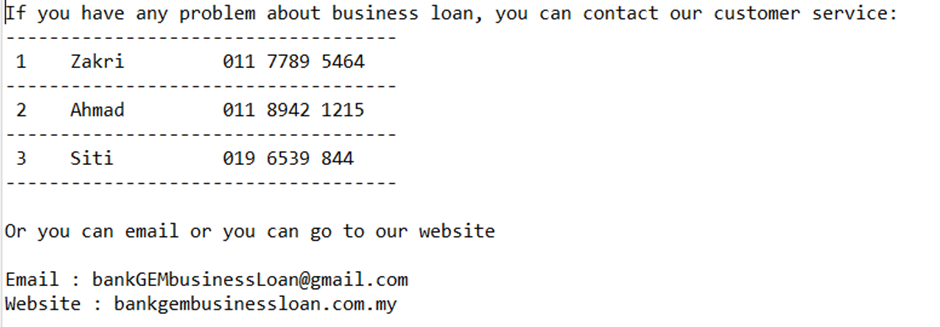 If you have any problem about business loan, you can contact our customer service:
------------------------------------
1 Zakri 011 7789 5464
------------------------------------
2 Ahmad 011 8942 1215
------------------------------------
3 Siti 019 6539 844
------------------------------------
Or you can email or you can go to our website
Email : bankGEMbusinessLoan@gmail.com
Website : bankgembusinessloan.com.my